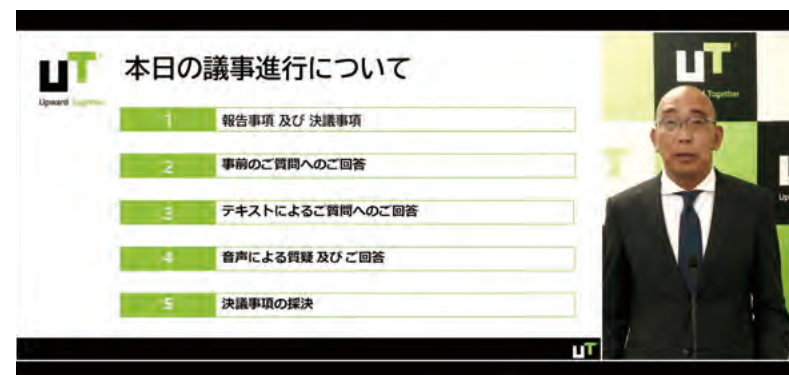 UT
Upward Together
本日の議事進行について
1 報告事項 及び 決議事項
2 事前のご質問へのご回答
3 テキストによるご質問へのご回答
4 音声による質疑 及び ご回答
5 決議事項の採決
UT
UT
Together
Up